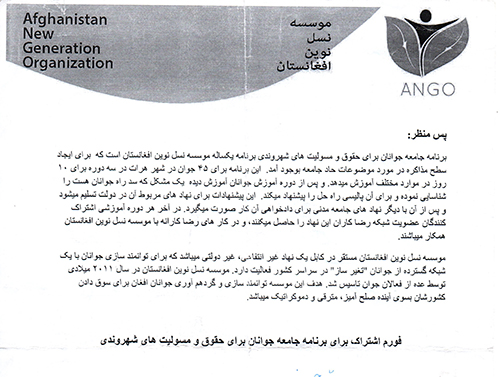 Afghanistan
New
Generation
Organization
موسسه
نسل
نوین
افغانستان
ANGO
پس منظر:
برنامه جامعه جوانان برای حقوق و مسولیت های شهروندی برنامه یکساله موسسه نسل نوین افغانستان است که برای ایجاد
سطح مذاکره در مورد موضوعات حاد جامعه بوجود آمد. این برنامه برای ۴۵ جوان در شهر هرات در سه دوره برای ۱۰
روز در موارد مختلف آموزش میدهد. و پس از دوره آموزش جوانان آموزش دیده یک مشکل که سد راه جوانان هست را
شناسایی نموده و برای آن پالیسی راه حل را پیشنهاد میکند. این پیشنهادات برای نهاد های مربوط آن در دولت تسلیم میشود
و پس از آن با دیگر نهاد های جامعه مدنی برای دادخواهی آن کار صورت میگیرد. در آخر هر دوره آموزشی اشتراک
کنندگان عضویت شبکه رضا کاران این نهاد را حاصل میکنند، و در کار های رضا کارانه با موسسه نسل نوین افغانستان
همکار میباشند.
موسسه نسل نوین افغانستان مستقر در کابل یک نهاد غیر انتفاعی، غیر دولتی میباشد که برای توانمند سازی جوانان با یک
شبکه گسترده از جوانان "تغیر ساز" در سراسر کشور فعالیت دارد. موسسه نسل نوین افغانستان در سال ۲۰۱۱ میلادی
توسط عده از فعالان جوان تاسیس شد. هدف این موسسه توانمند سازی و گردهم آوری جوانان افغان برای سوق دادن
کشورشان بسوی آینده صلح آمیز، مترقی و دموکراتیک میباشد.
فورم اشتراک برای برنامه جامعه جوانان برای حقوق و مسولیت های شهروندی